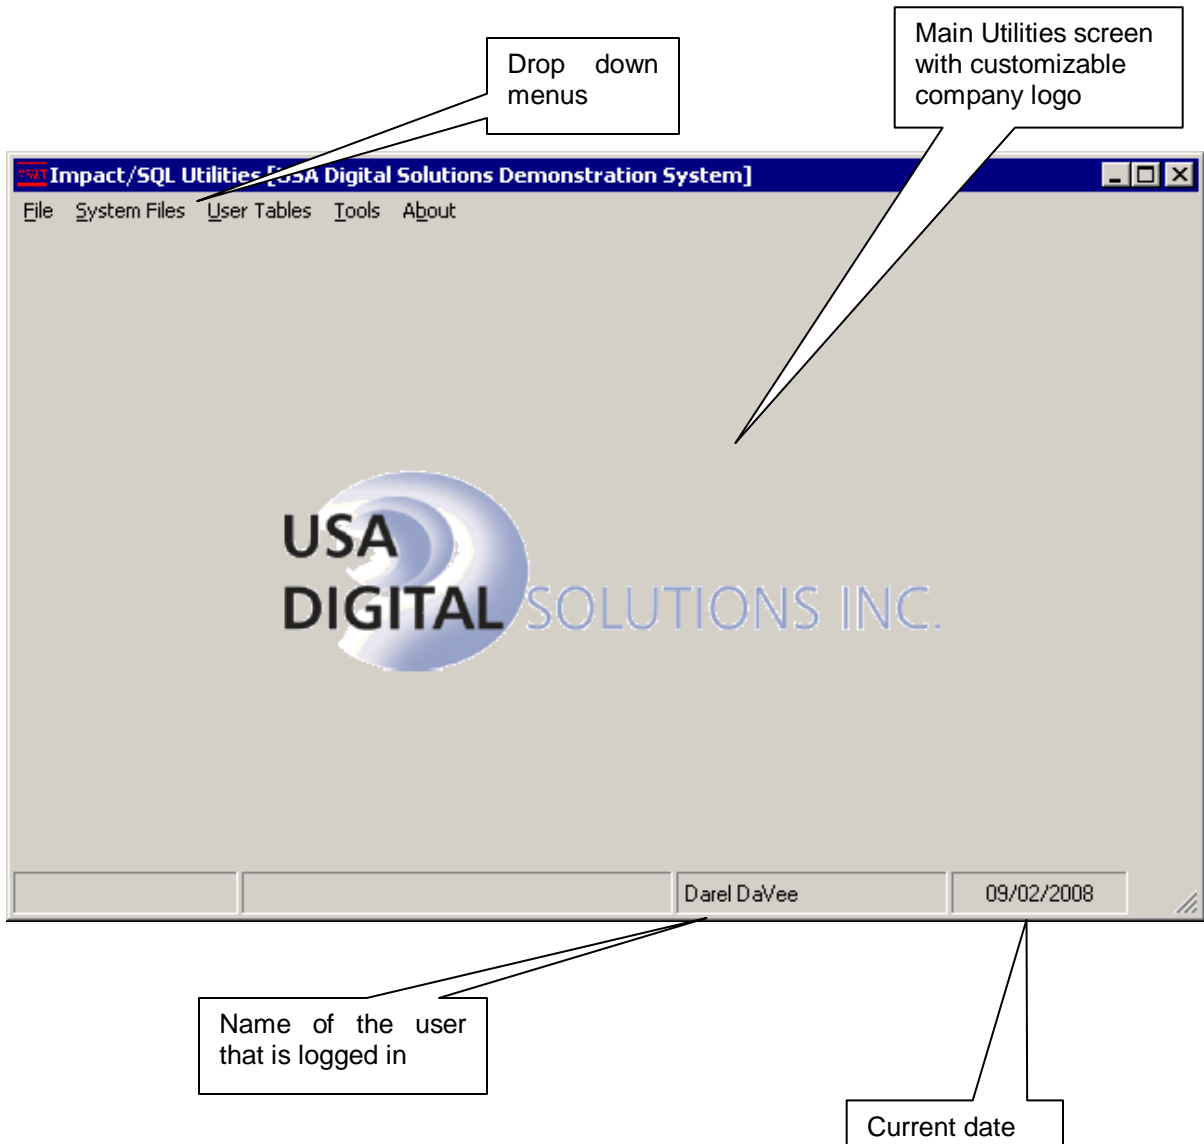 Main Utilities screen
with customizable
company logo
Drop down
menus
Impact/SQL Utilities [USA Digital Solutions Demonstration System]
File System Files User Tables Tools About
USA
DIGITAL SOLUTIONS INC.
Darel DaVee 09/02/2008
Name of the user
that is logged in
Current date